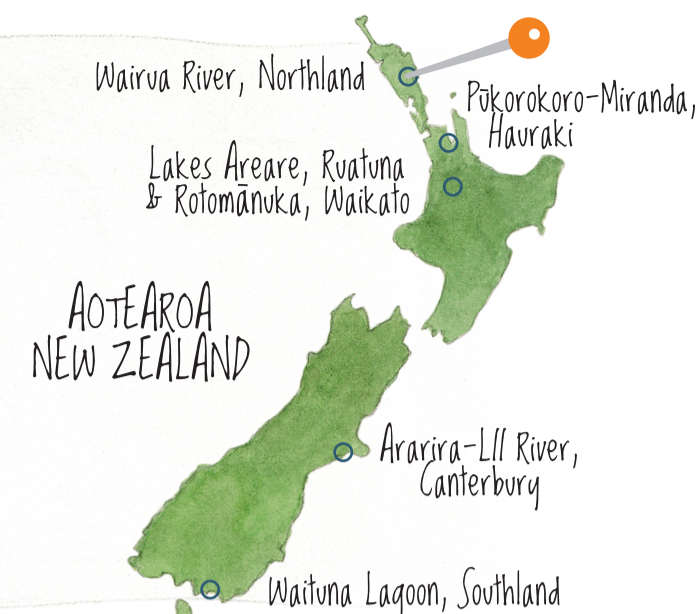 Wairua River, Northland
Pūkorokoro-Miranda,
Hauraki
Lakes Areare, Ruatuna
& Rotomānuka, Waikato
AOTEAROA
NEW ZEALAND
Ararira-LII River,
Canterbury
Waituna Lagoon, Southland